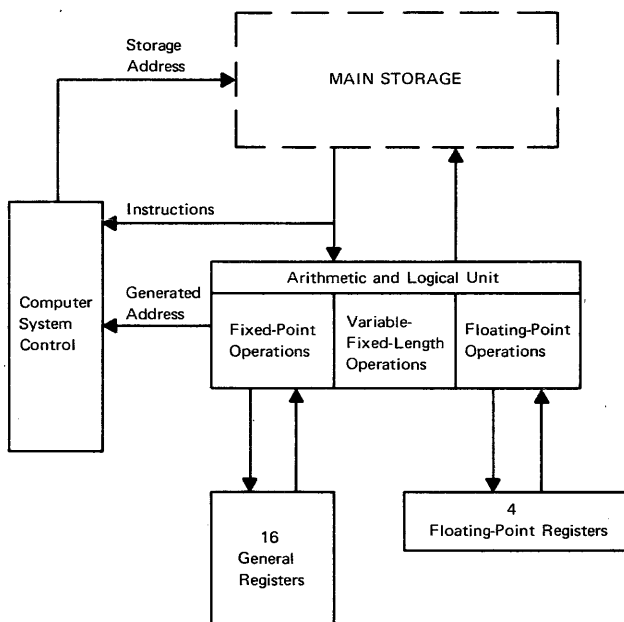 Storage
Address
MAIN STORAGE
Instructions
Arithmetic and Logical Unit
Computer
System
Control
Generated
Address
Fixed-Point
Operations
Variable-
Fixed-Length
Operations
Floating-Point
Operations
16
General
Registers
4
Floating-Point Registers